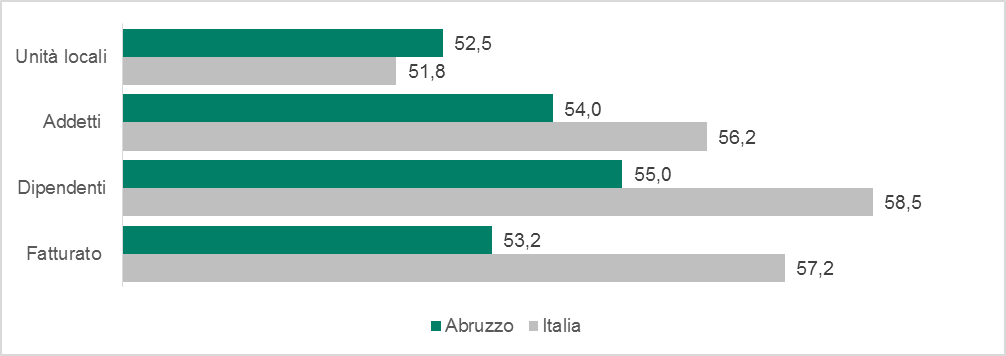 Unità locali
52,5
51,8
Addetti
54,0
56,2
Dipendenti
55,0
58,5
Fatturato
53,2
57,2
Abruzzo Italia